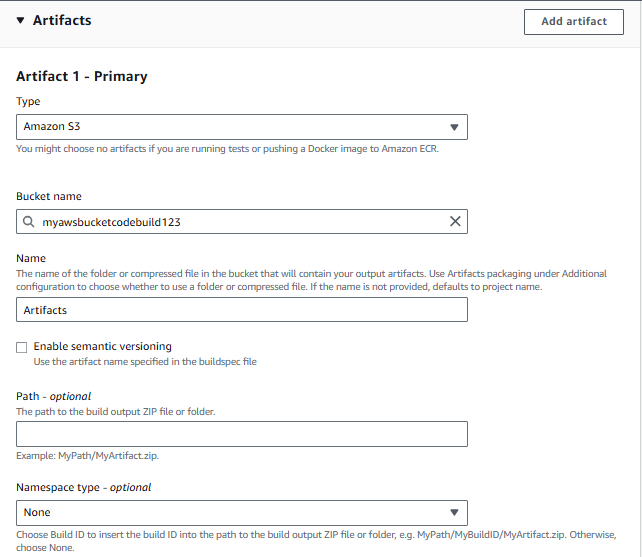 Artifacts
Add artifact
Artifact 1 - Primary
Type
Amazon S3
You might choose no artifacts if you are running tests or pushing a Docker image to Amazon ECR.
Bucket name
myawsbucketcodebuild123
Name
The name of the folder or compressed file in the bucket that will contain your output artifacts. Use Artifacts packaging under Additional
configuration to choose whether to use a folder or compressed file. If the name is not provided, defaults to project name.
Artifacts
Enable semantic versioning
Use the artifact name specified in the buildspec file
Path - optional
The path to the build output ZIP file or folder.
Example: MyPath/MyArtifact.zip.
Namespace type - optional
None
Choose Build ID to insert the build ID into the path to the build output ZIP file or folder, e.g. MyPath/MyBuildID/MyArtifact.zip. Otherwise,
choose None.